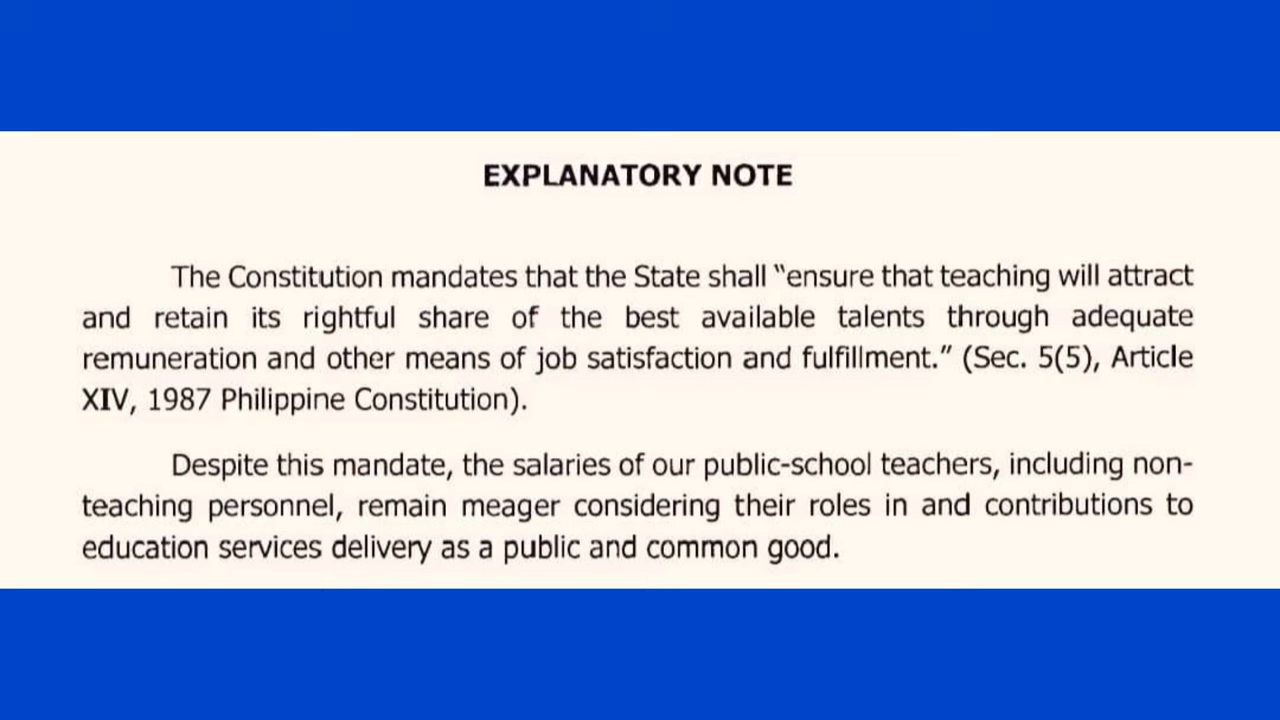 EXPLANATORY NOTE
The Constitution mandates that the State shall "ensure that teaching will attract
and retain its rightful share of the best available talents through adequate
remuneration and other means of job satisfaction and fulfillment." (Sec. 5(5), Article
XIV, 1987 Philippine Constitution).
Despite this mandate, the salaries of our public-school teachers, including non-
teaching personnel, remain meager considering their roles in and contributions to
education services delivery as a public and common good.